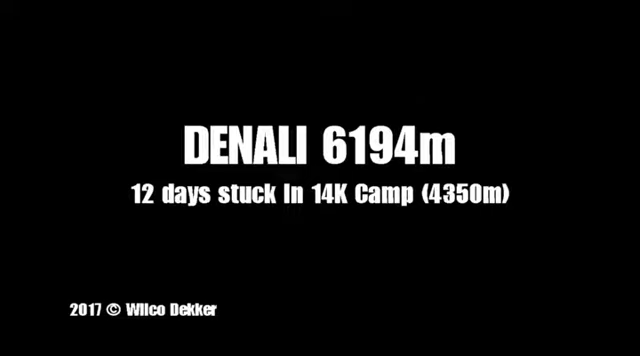 DENALI 6194m
12 days stuck in 14K Camp (4350m)
2017 © Wilco Dekker